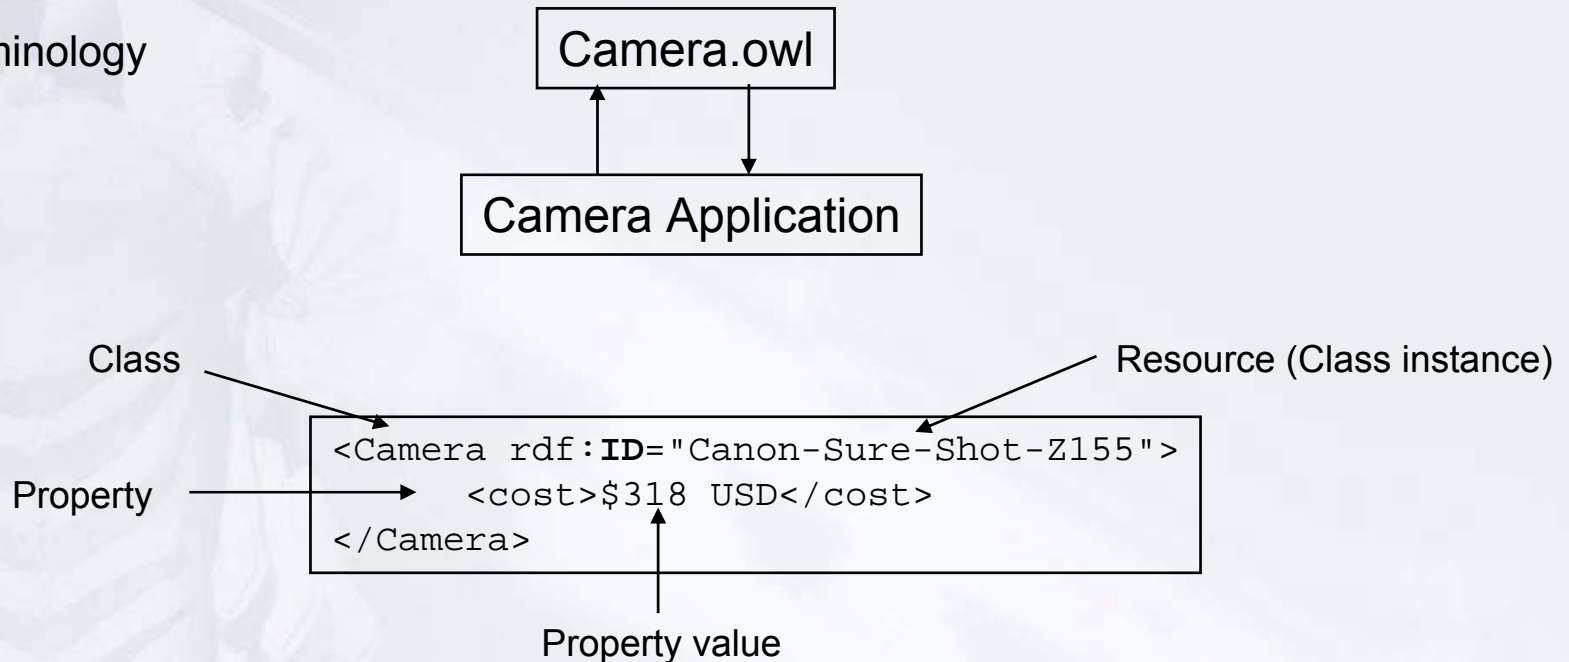 Camera.owl
Camera Application
Class
Resource (Class instance)
<Camera rdf:ID="Canon-Sure-Shot-Z155">
Property
<cost>$318 USD</cost>
</Camera>
Property value